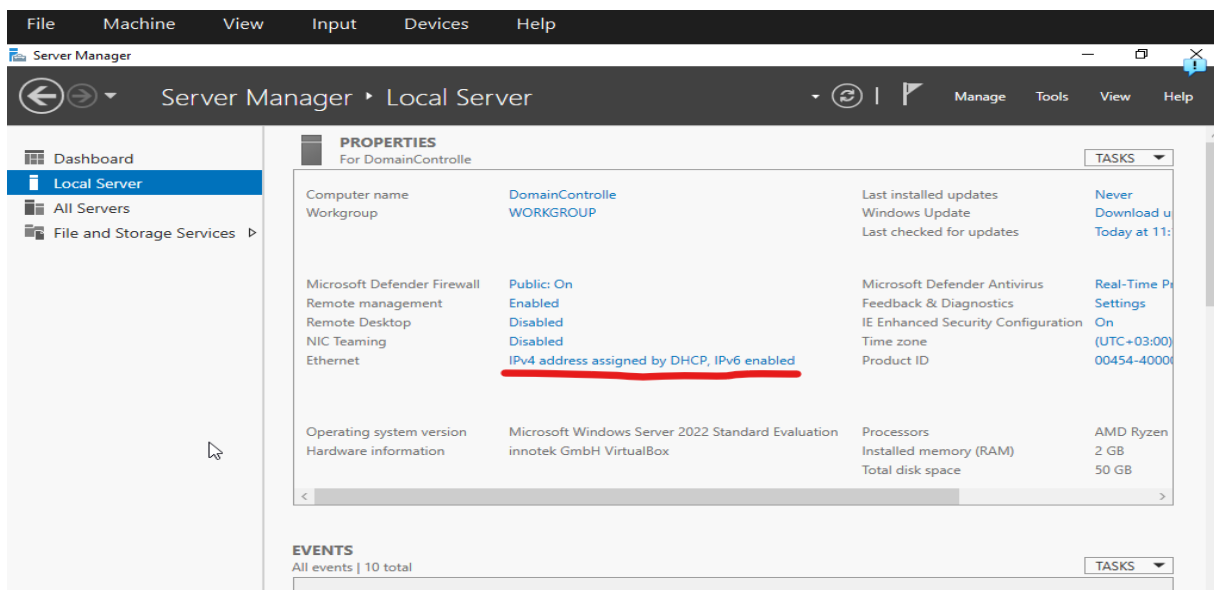 File Machine View Input Devices Help
Server Manager
Server Manager ‣ Local Server Manage Tools View Help
Dashboard
Local Server
All Servers
File and Storage Services
PROPERTIES
For DomainControlle
TASKS
Computer name DomainControlle Last installed updates Never
Workgroup WORKGROUP Windows Update Download u
Last checked for updates Today at 11:
Microsoft Defender Firewall Public: On Microsoft Defender Antivirus Real-Time Pr
Remote management Enabled Feedback & Diagnostics Settings
Remote Desktop Disabled IE Enhanced Security Configuration On
NIC Teaming Disabled Time zone (UTC+03:00)
Ethernet IPv4 address assigned by DHCP, IPv6 enabled Product ID 00454-40000
Operating system version Microsoft Windows Server 2022 Standard Evaluation Processors AMD Ryzen
Hardware information innotek GmbH VirtualBox Installed memory (RAM) 2 GB
Total disk space 50 GB
EVENTS
All events | 10 total
TASKS